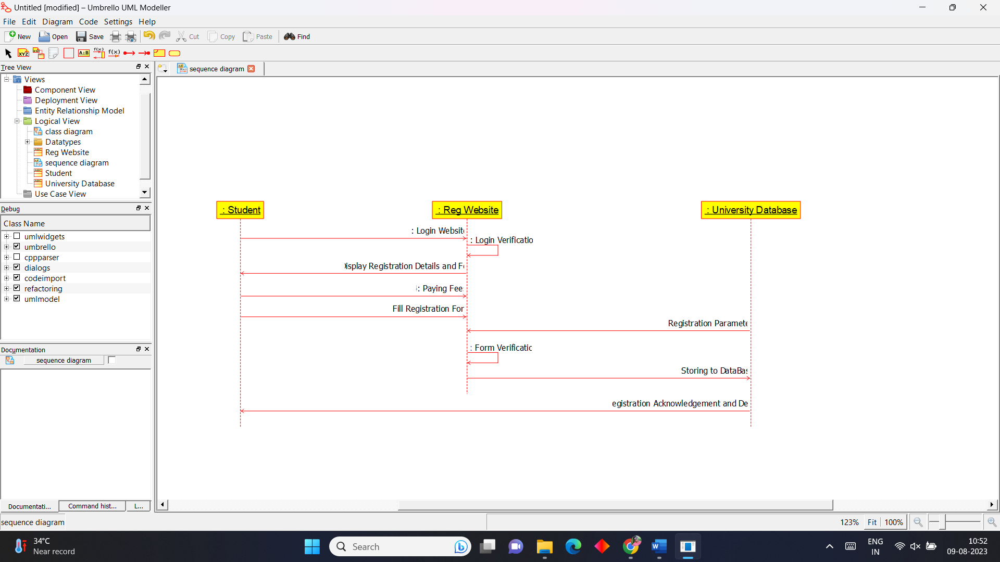 Untitled [modified] – Umbrello UML Modeller
File Edit Diagram Code Settings Help
New Open Save Cut Copy Paste Find
XYZ A:B f(x) f(x)
Tree View
sequence diagram
Views
Component View
Deployment View
Entity Relationship Model
Logical View
class diagram
Datatypes
Reg Website
sequence diagram
Student
University Database
Use Case View
Debug
Class Name
umlwidgets
umbrello
cppparser
dialogs
codeimport
refactoring
umlmodel
Documentation
sequence diagram
Documentati... Command hist... L...
: Student
: Reg Website
: University Database
: Login Websit
: Login Verificatio
isplay Registration Details and F
: Paying Fee
Fill Registration For
Registration Paramete
: Form Verificatic
Storing to DataBas
egistration Acknowledgement and De
sequence diagram
123% Fit 100%
34°C
Near record
Search
ENG
IN
10:52
09-08-2023